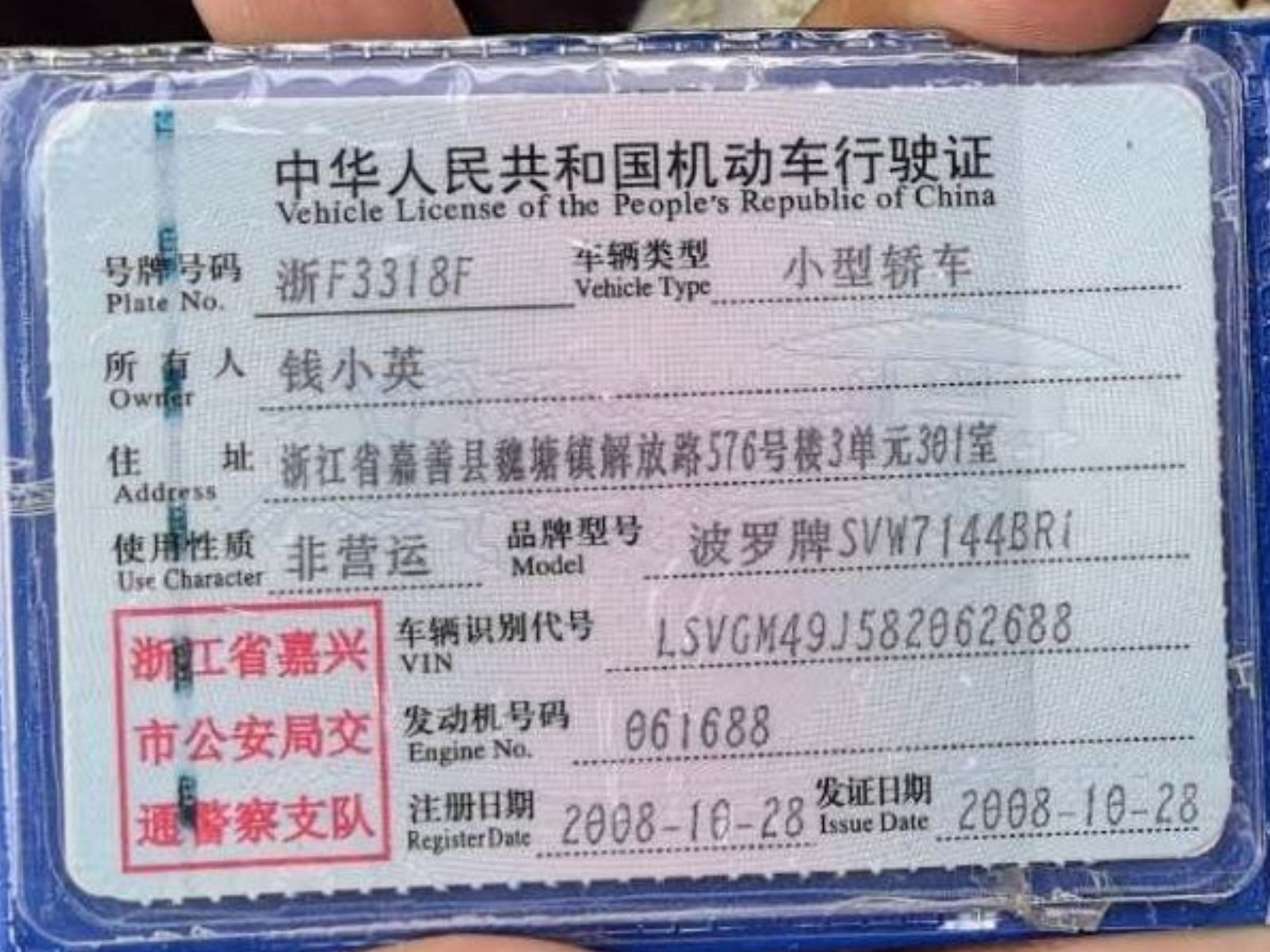 中华人民共和国机动车行驶证
Vehicle License of the People's Republic of China
号牌号码 浙F3318F 车辆类型 小型轿车
Plate No. Vehicle Type
所有人 钱小英
Owner
住址 浙江省嘉善县魏塘镇解放路576号楼3单元301室
Address
使用性质 非营运 品牌型号 波罗牌SVW7144BRi
Use Character Model
浙江省嘉兴
市公安局交
通警察支队
车辆识别代号 LSVGM49J582062688
VIN
发动机号码 061688
Engine No.
注册日期 2008-10-28 发证日期 2008-10-28
Register Date Issue Date